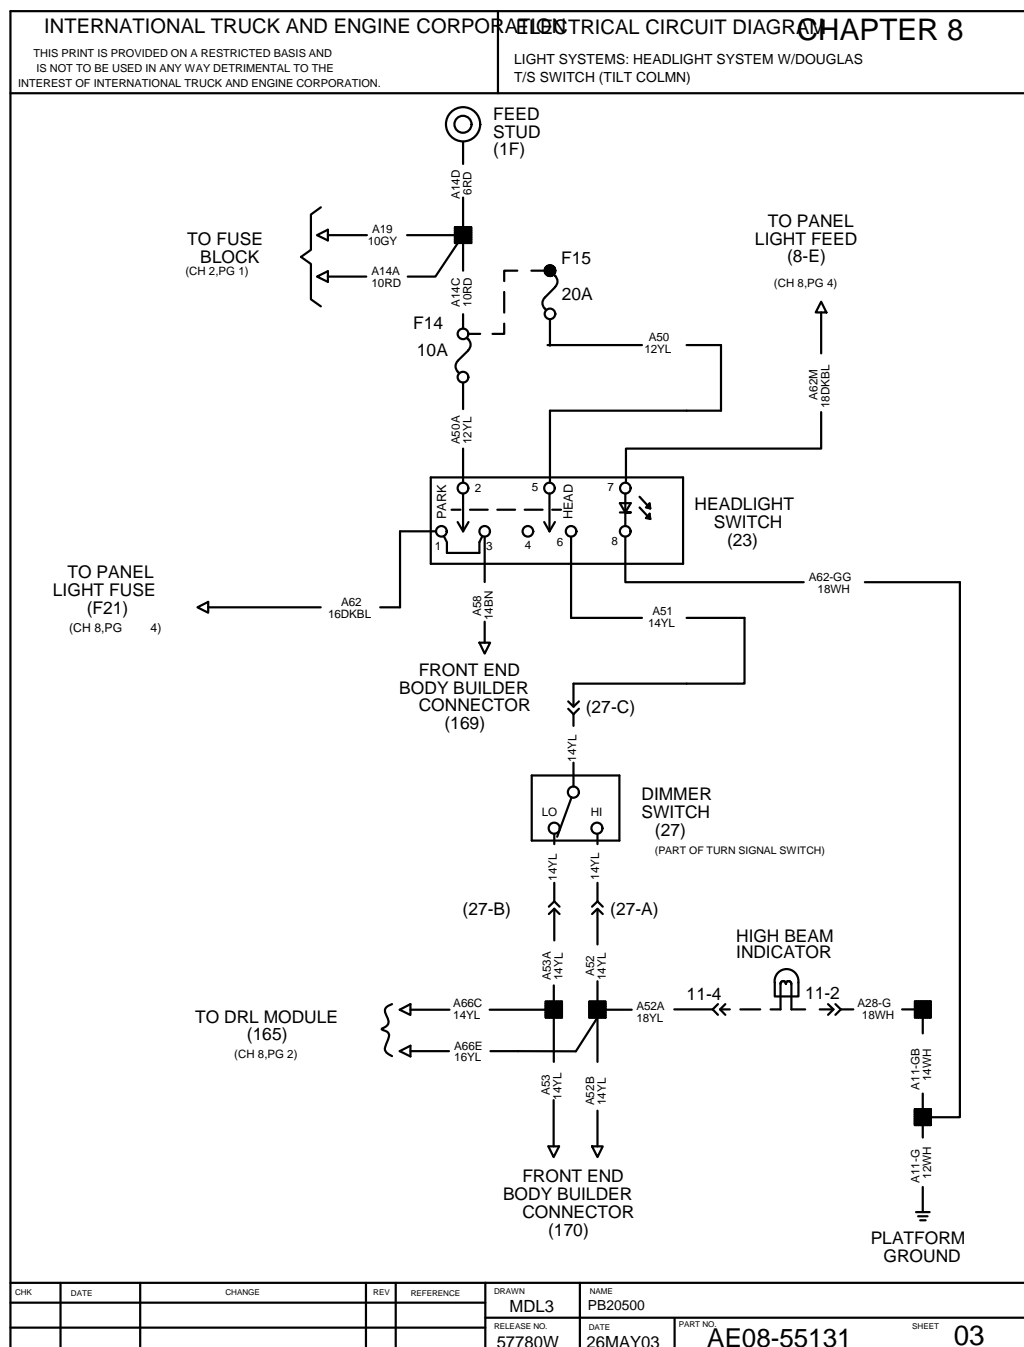 INTERNATIONAL TRUCK AND ENGINE CORPORATION
THIS PRINT IS PROVIDED ON A RESTRICTED BASIS AND
IS NOT TO BE USED IN ANY WAY DETRIMENTAL TO THE
INTEREST OF INTERNATIONAL TRUCK AND ENGINE CORPORATION.
ELECTRICAL CIRCUIT DIAGRAM
CHAPTER 8
LIGHT SYSTEMS: HEADLIGHT SYSTEM W/DOUGLAS
T/S SWITCH (TILT COLMN)
FEED
STUD
(1F)
A14D
6RD
TO FUSE
BLOCK
(CH 2,PG 1)
A19
10GY
A14A
10RD
A14C
10RD
F15
20A
F14
10A
TO PANEL
LIGHT FEED
(8-E)
(CH 8,PG 4)
A50
12YL
A62M
18DKBL
A50A
12YL
PARK
2
5
HEAD
7
1
3
4
6
8
HEADLIGHT
SWITCH
(23)
TO PANEL
LIGHT FUSE
(F21)
(CH 8,PG 4)
A62
16DKBL
A58
14BN
A51
14YL
A62-GG
18WH
FRONT END
BODY BUILDER
CONNECTOR
(169)
(27-C)
14YL
LO
HI
DIMMER
SWITCH
(27)
(PART OF TURN SIGNAL SWITCH)
14YL
14YL
(27-B)
(27-A)
A53A
14YL
A52
14YL
HIGH BEAM
INDICATOR
TO DRL MODULE
(165)
(CH 8,PG 2)
A66C
14YL
A66E
16YL
A52A
18YL
11-4
11-2
A28-G
18WH
A53
14YL
A52B
14YL
A11-GB
14WH
A11-G
12WH
FRONT END
BODY BUILDER
CONNECTOR
(170)
PLATFORM
GROUND
CHK
DATE
CHANGE
REV
REFERENCE
DRAWN
MDL3
NAME
PB20500
RELEASE NO.
57780W
DATE
26MAY03
PART NO.
AE08-55131
SHEET
03